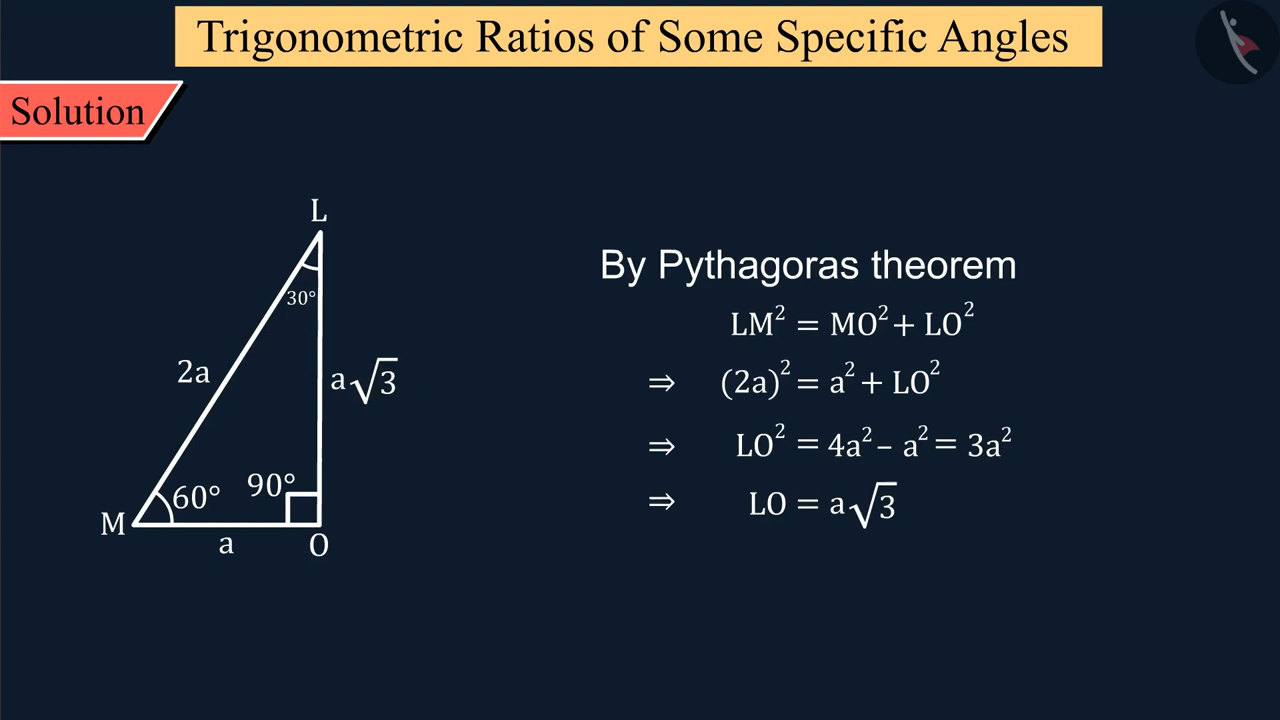 Trigonometric Ratios of Some Specific Angles
Solution
L
30°
2a
a√3
60°
90°
M
a
O
By Pythagoras theorem
LM² = MO² + LO²
⇒ (2a)² = a² + LO²
⇒ LO² = 4a² – a² = 3a²
⇒ LO = a√3